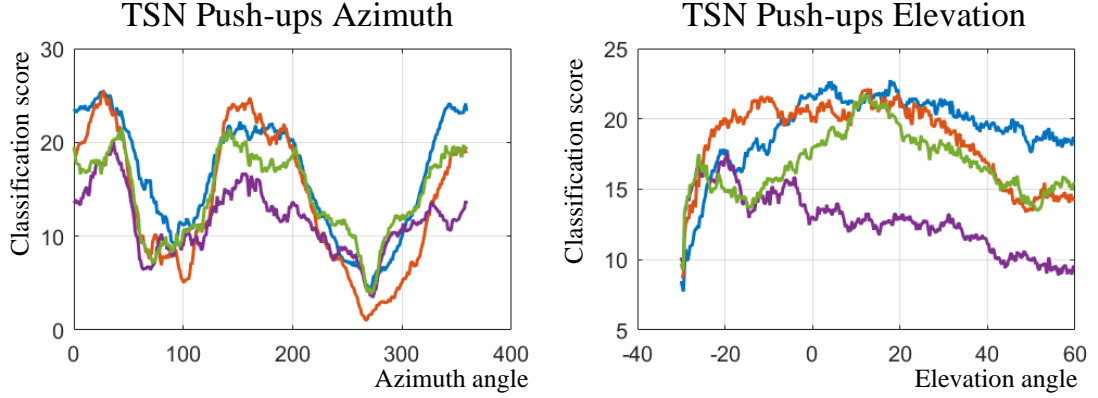 TSN Push-ups Azimuth
Classification score
30
20
10
0
0 100 200 300 400
Azimuth angle
TSN Push-ups Elevation
Classification score
25
20
15
10
5
-40 -20 0 20 40 60
Elevation angle